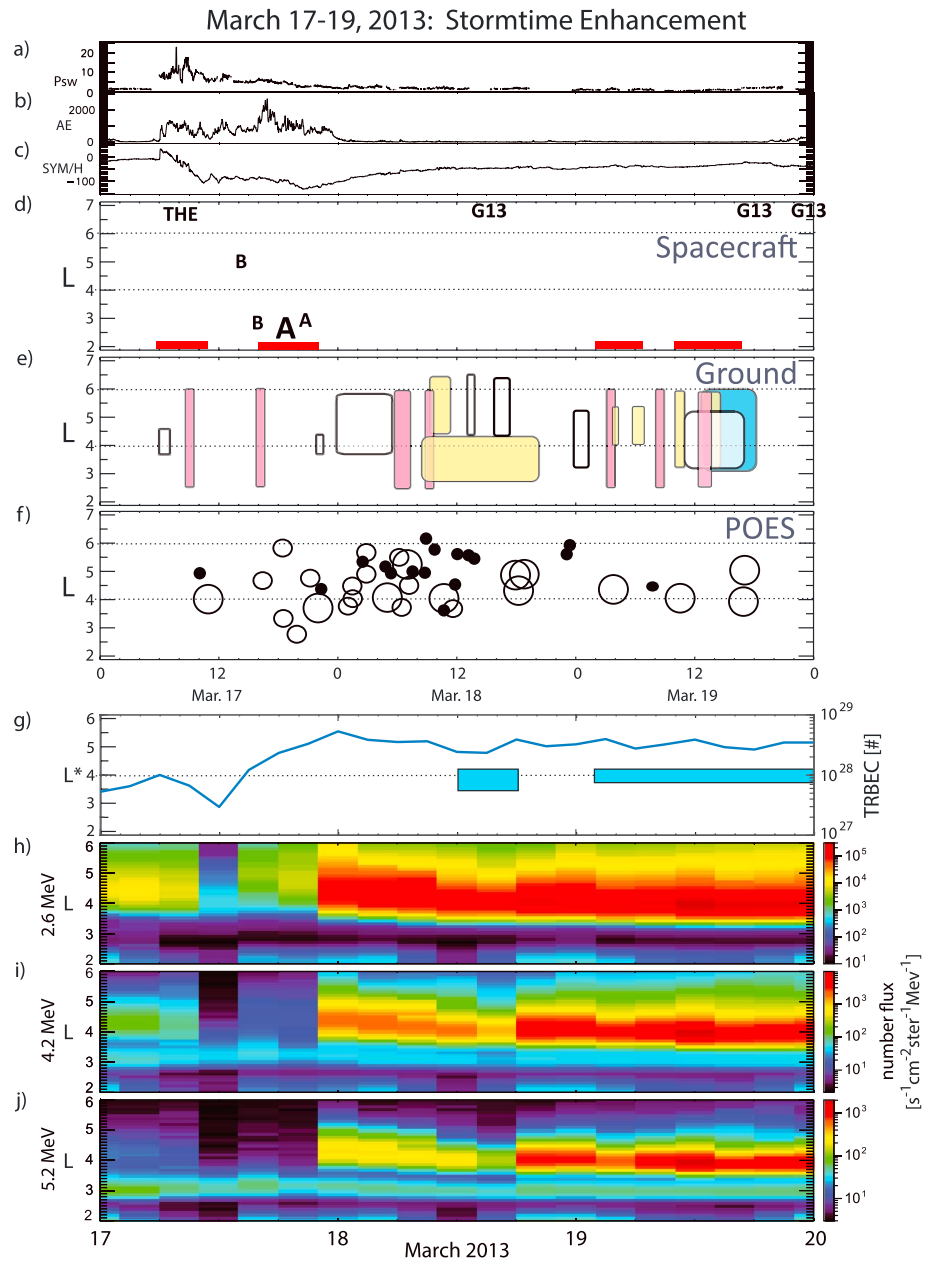 March 17-19, 2013: Stormtime Enhancement
a)
20
10
0
Psw
b)
2000
0
AE
c)
0
−100
SYM/H
d)
7
6
5
4
3
2
L
THE
G13
G13
G13
Spacecraft
B
B
A
A
e)
7
6
5
4
3
2
L
Ground
f)
7
6
5
4
3
2
L
POES
0
12
0
12
0
12
0
Mar. 17
Mar. 18
Mar. 19
g)
6
5
4
3
2
L*
10^29
10^28
10^27
TRBEC [#]
h)
6
5
4
3
2
2.6 MeV
L
10^5
10^4
10^3
10^2
10^1
i)
6
5
4
3
2
4.2 MeV
L
10^3
10^2
10^1
number flux
[s^-1cm^-2ster^-1Mev^-1]
j)
6
5
4
3
2
5.2 MeV
L
10^3
10^2
10^1
17
18
19
20
March 2013